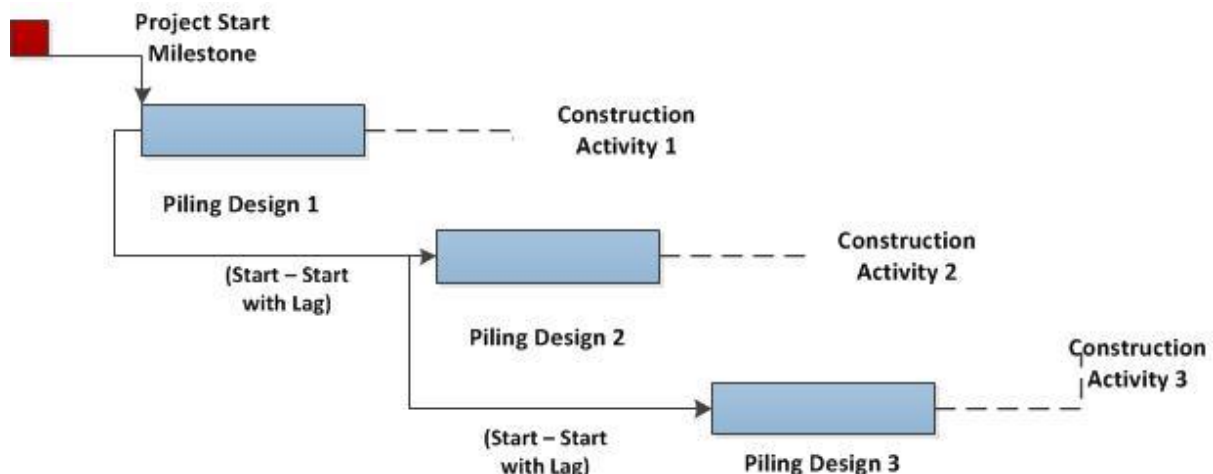 Project Start
Milestone
Construction
Activity 1
Piling Design 1
Construction
Activity 2
(Start – Start
with Lag)
Piling Design 2
Construction
Activity 3
(Start – Start
with Lag)
Piling Design 3